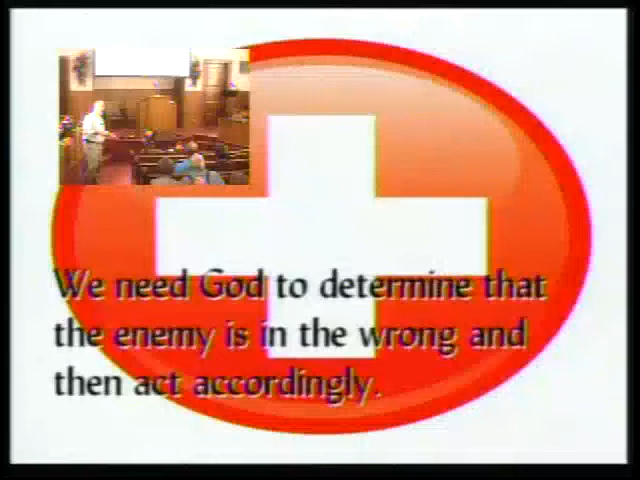 We need God to determine that
the enemy is in the wrong and
then act accordingly.